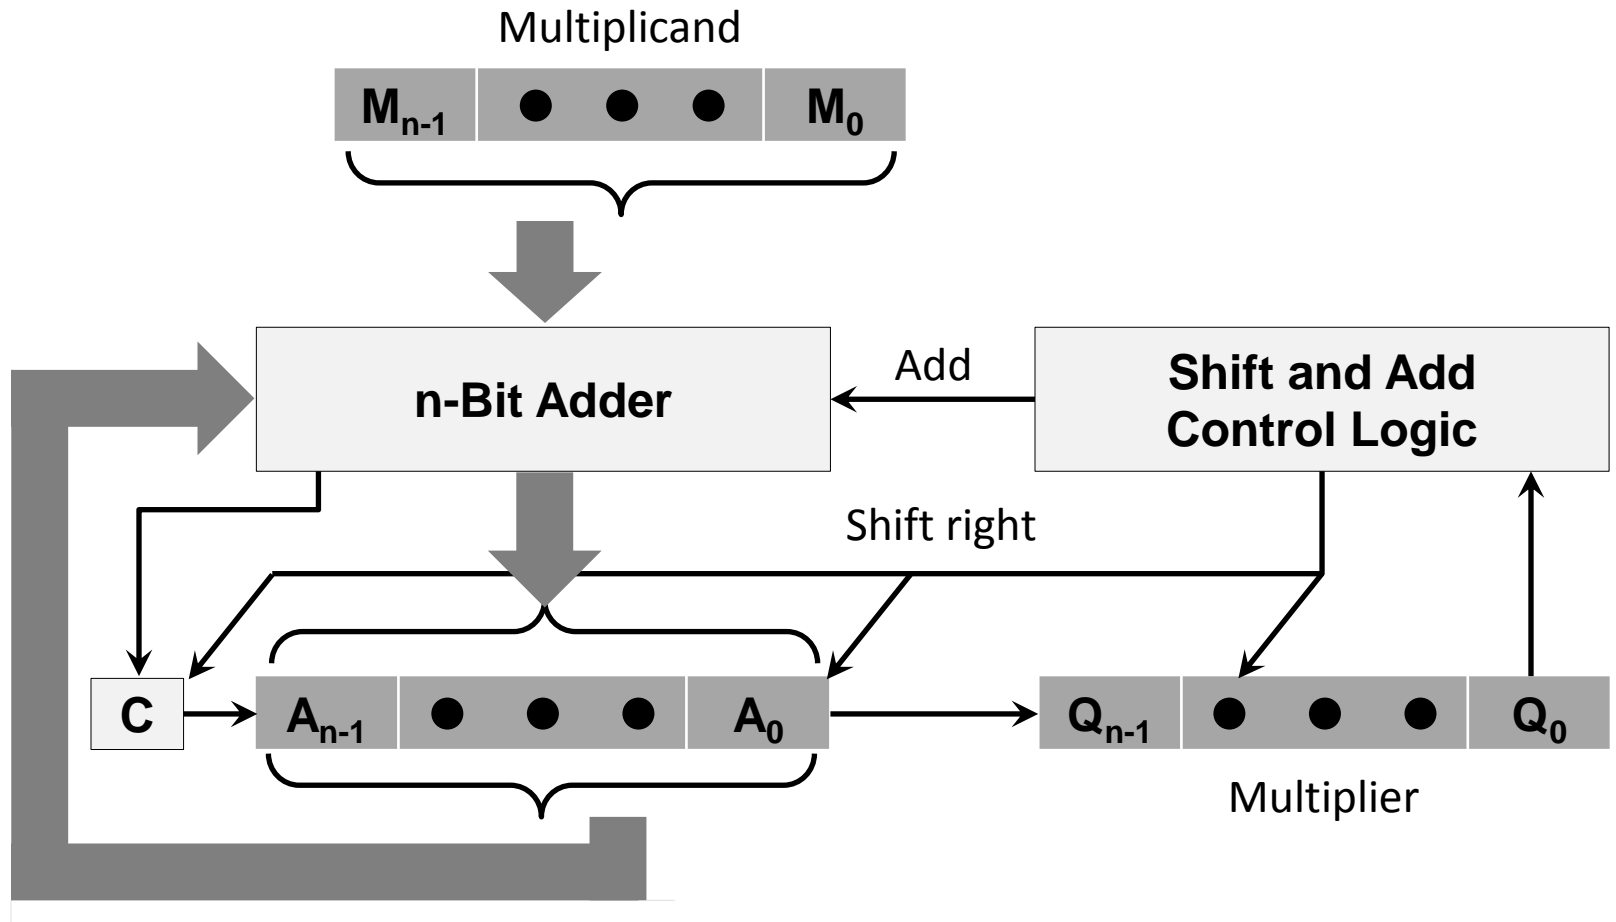 Multiplicand
Mn-1
M0
n-Bit Adder
Add
Shift and Add
Control Logic
Shift right
C
An-1
A0
Qn-1
Q0
Multiplier